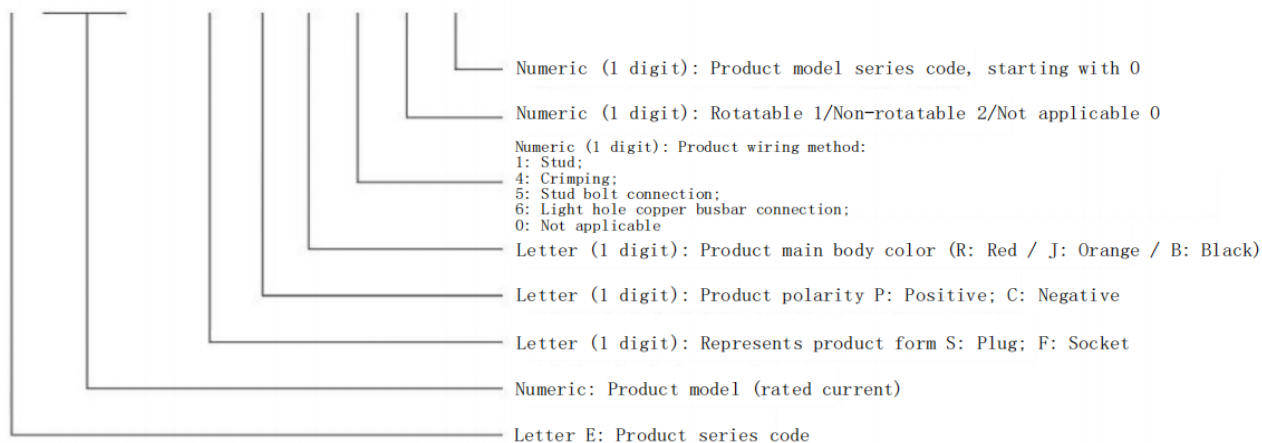 Numeric (1 digit): Product model series code, starting with 0
Numeric (1 digit): Rotatable 1/Non-rotatable 2/Not applicable 0
Numeric (1 digit): Product wiring method:
1: Stud;
4: Crimping;
5: Stud bolt connection;
6: Light hole copper busbar connection;
0: Not applicable
Letter (1 digit): Product main body color (R: Red / J: Orange / B: Black)
Letter (1 digit): Product polarity P: Positive; C: Negative
Letter (1 digit): Represents product form S: Plug; F: Socket
Numeric: Product model (rated current)
Letter E: Product series code